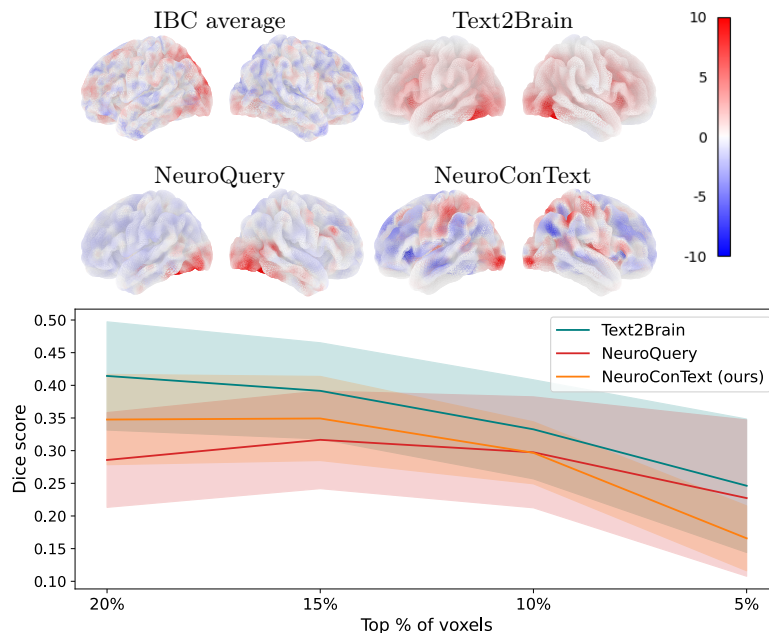 IBC average
Text2Brain
10
5
0
-5
-10
NeuroQuery
NeuroConText
0.50
0.45
0.40
0.35
0.30
0.25
0.20
0.15
0.10
Dice score
Text2Brain
NeuroQuery
NeuroConText (ours)
20%
15%
10%
5%
Top % of voxels